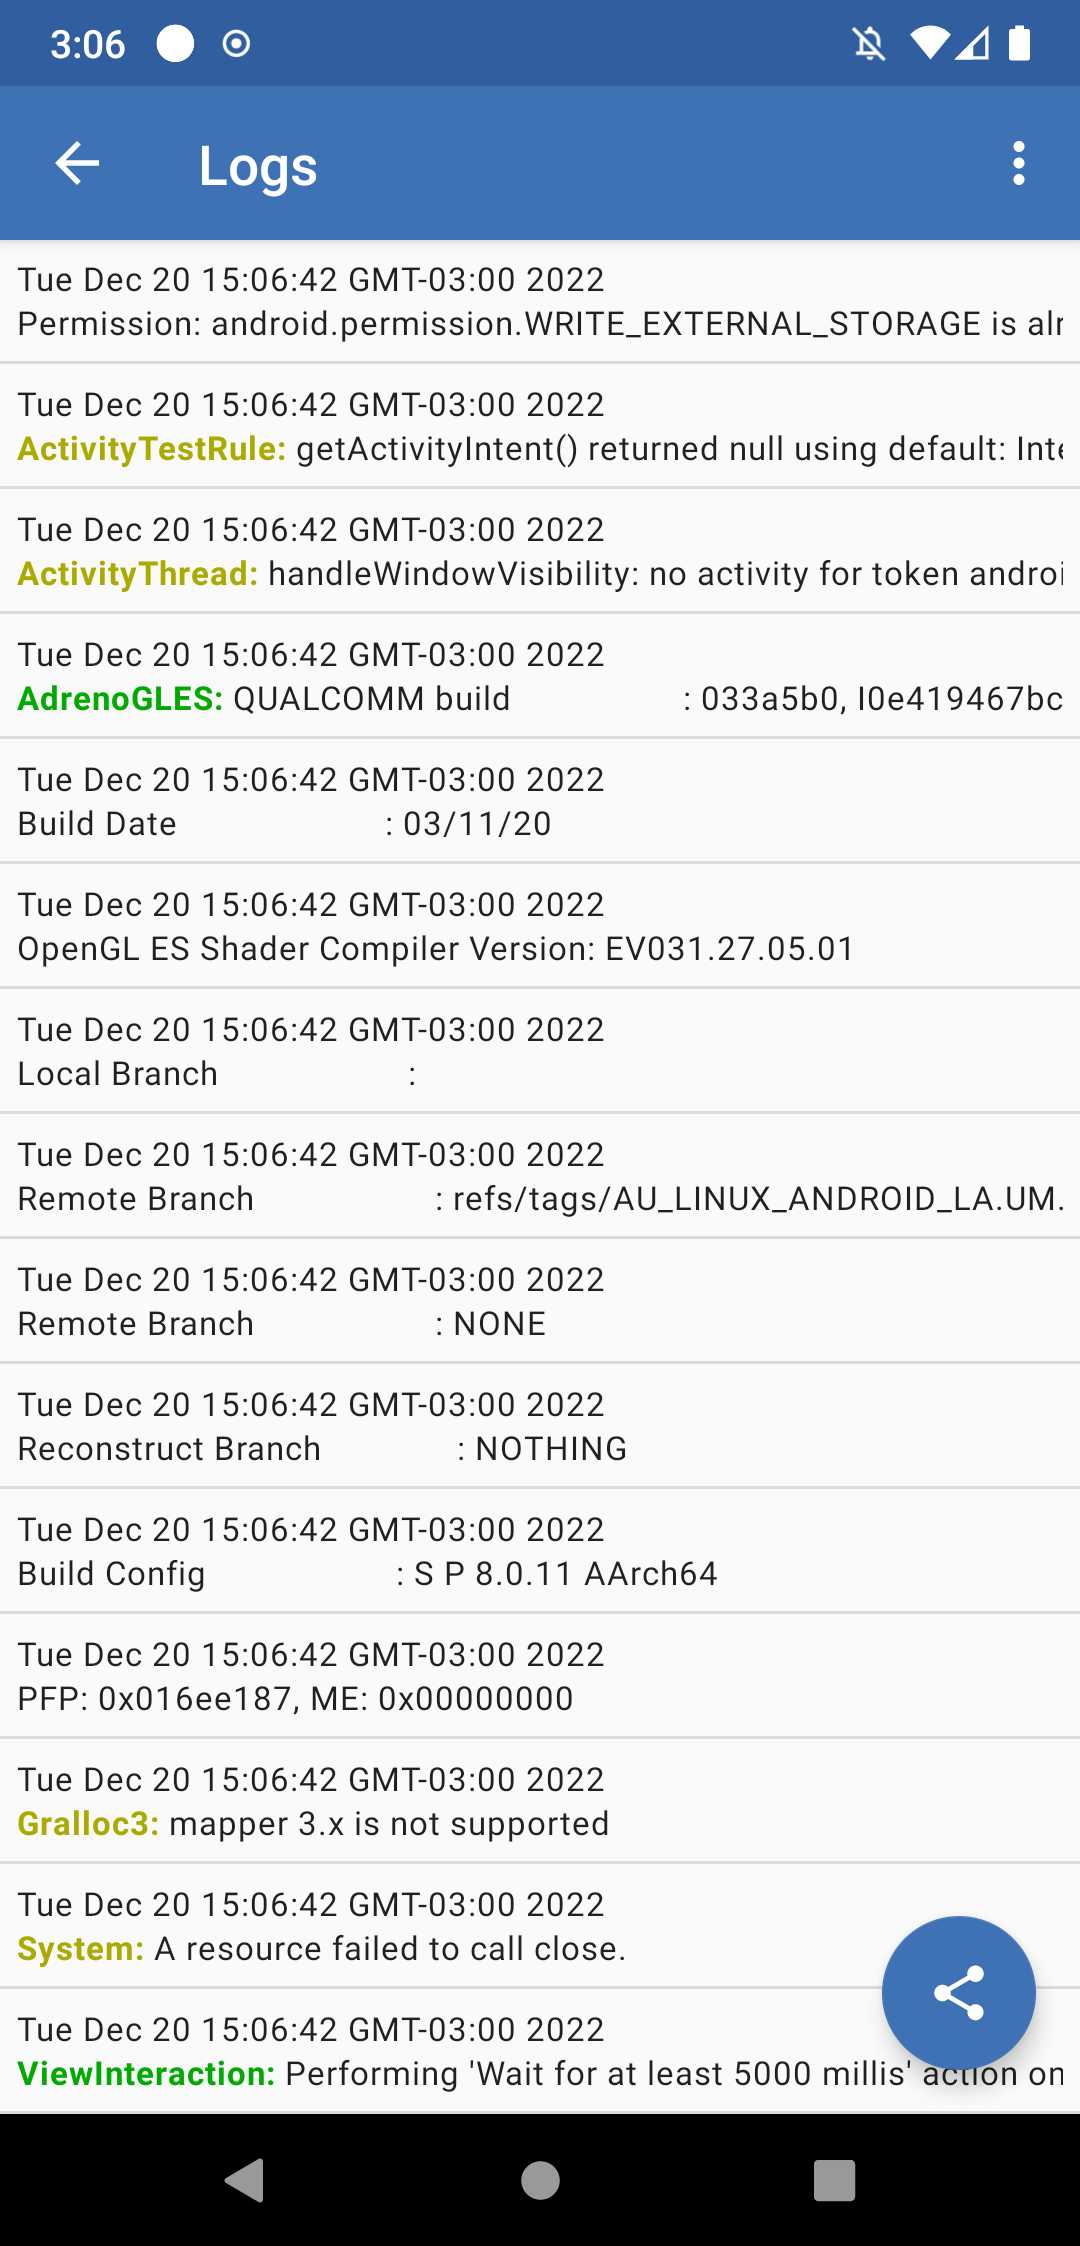 3:06
Logs
Tue Dec 20 15:06:42 GMT-03:00 2022
Permission: android.permission.WRITE_EXTERNAL_STORAGE is alr
Tue Dec 20 15:06:42 GMT-03:00 2022
ActivityTestRule: getActivityIntent() returned null using default: Inte
Tue Dec 20 15:06:42 GMT-03:00 2022
ActivityThread: handleWindowVisibility: no activity for token androi
Tue Dec 20 15:06:42 GMT-03:00 2022
AdrenoGLES: QUALCOMM build : 033a5b0, I0e419467bc
Tue Dec 20 15:06:42 GMT-03:00 2022
Build Date : 03/11/20
Tue Dec 20 15:06:42 GMT-03:00 2022
OpenGL ES Shader Compiler Version: EV031.27.05.01
Tue Dec 20 15:06:42 GMT-03:00 2022
Local Branch :
Tue Dec 20 15:06:42 GMT-03:00 2022
Remote Branch : refs/tags/AU_LINUX_ANDROID_LA.UM.
Tue Dec 20 15:06:42 GMT-03:00 2022
Remote Branch : NONE
Tue Dec 20 15:06:42 GMT-03:00 2022
Reconstruct Branch : NOTHING
Tue Dec 20 15:06:42 GMT-03:00 2022
Build Config : S P 8.0.11 AArch64
Tue Dec 20 15:06:42 GMT-03:00 2022
PFP: 0x016ee187, ME: 0x00000000
Tue Dec 20 15:06:42 GMT-03:00 2022
Gralloc3: mapper 3.x is not supported
Tue Dec 20 15:06:42 GMT-03:00 2022
System: A resource failed to call close.
Tue Dec 20 15:06:42 GMT-03:00 2022
ViewInteraction: Performing 'Wait for at least 5000 millis' action on